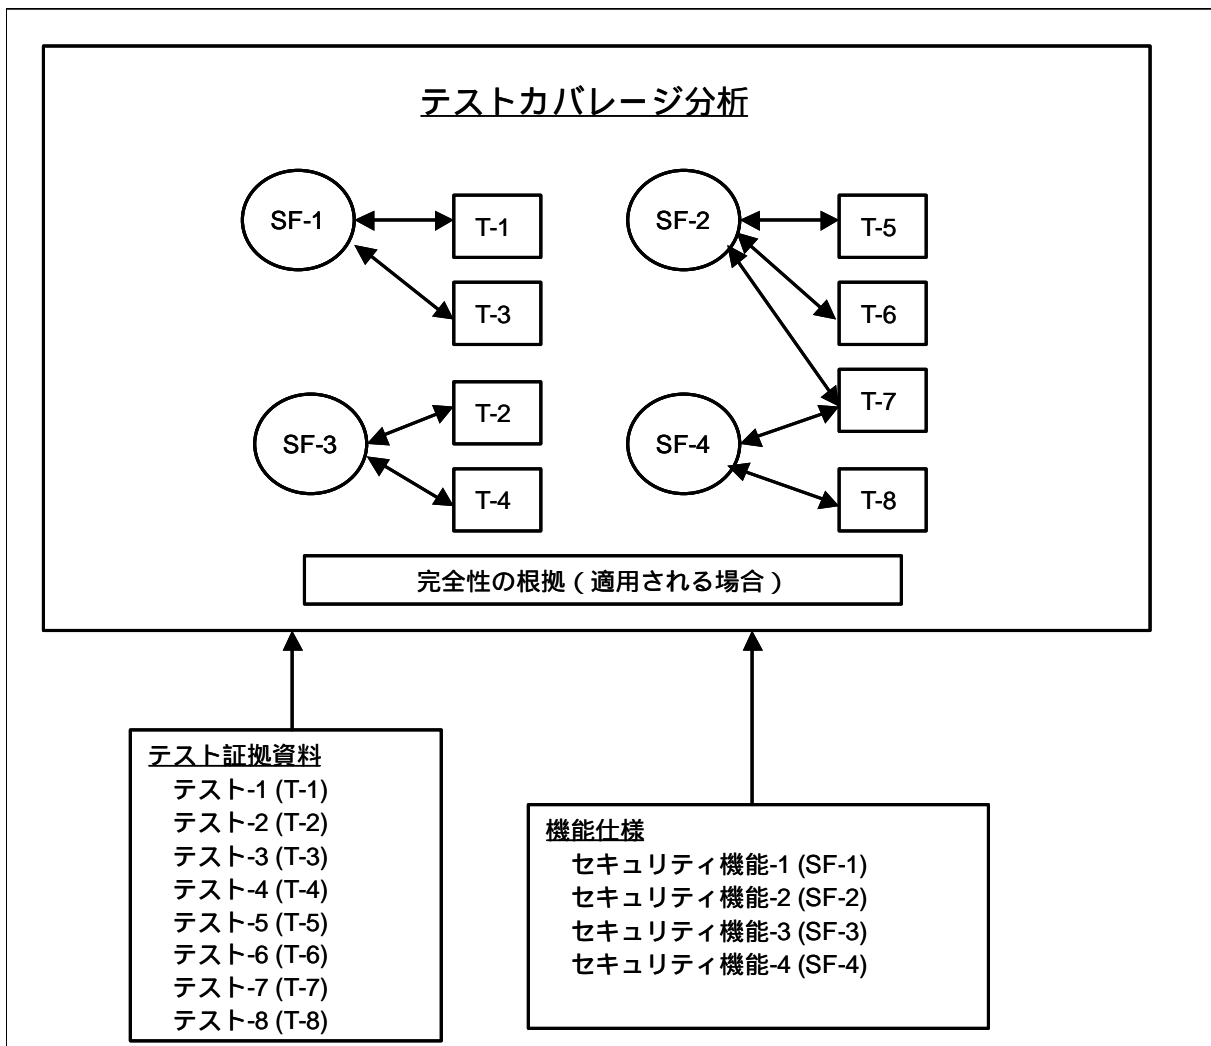 テストカバレージ分析
SF-1
T-1
T-3
SF-2
T-5
T-6
SF-3
T-2
T-4
SF-4
T-7
T-8
完全性の根拠（適用される場合）
テスト証拠資料
テスト-1 (T-1)
テスト-2 (T-2)
テスト-3 (T-3)
テスト-4 (T-4)
テスト-5 (T-5)
テスト-6 (T-6)
テスト-7 (T-7)
テスト-8 (T-8)
機能仕様
セキュリティ機能-1 (SF-1)
セキュリティ機能-2 (SF-2)
セキュリティ機能-3 (SF-3)
セキュリティ機能-4 (SF-4)